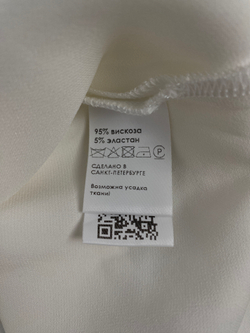 95% вискоза
5% эластан
P
СДЕЛАНО В
САНКТ-ПЕТЕРБУРГЕ
Возможна усадка
ткани!